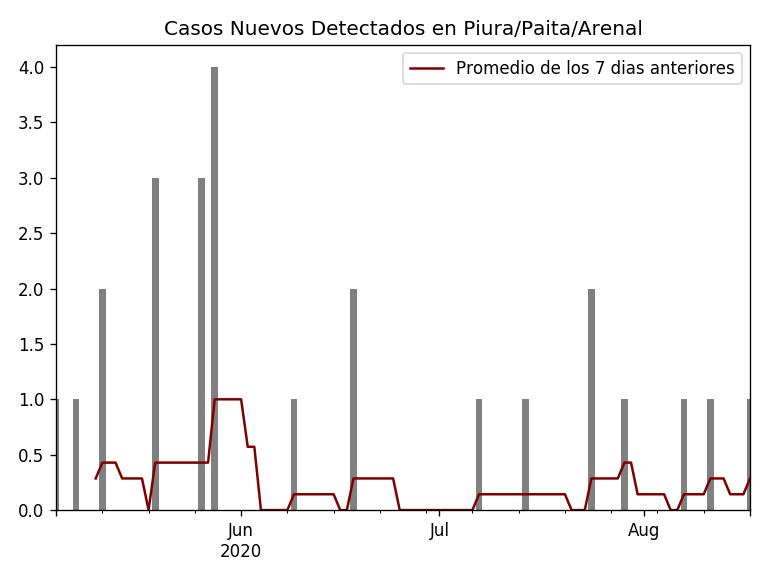 Casos Nuevos Detectados en Piura/Paita/Arenal
Promedio de los 7 dias anteriores
4.0
3.5
3.0
2.5
2.0
1.5
1.0
0.5
0.0
Jun
2020
Jul
Aug